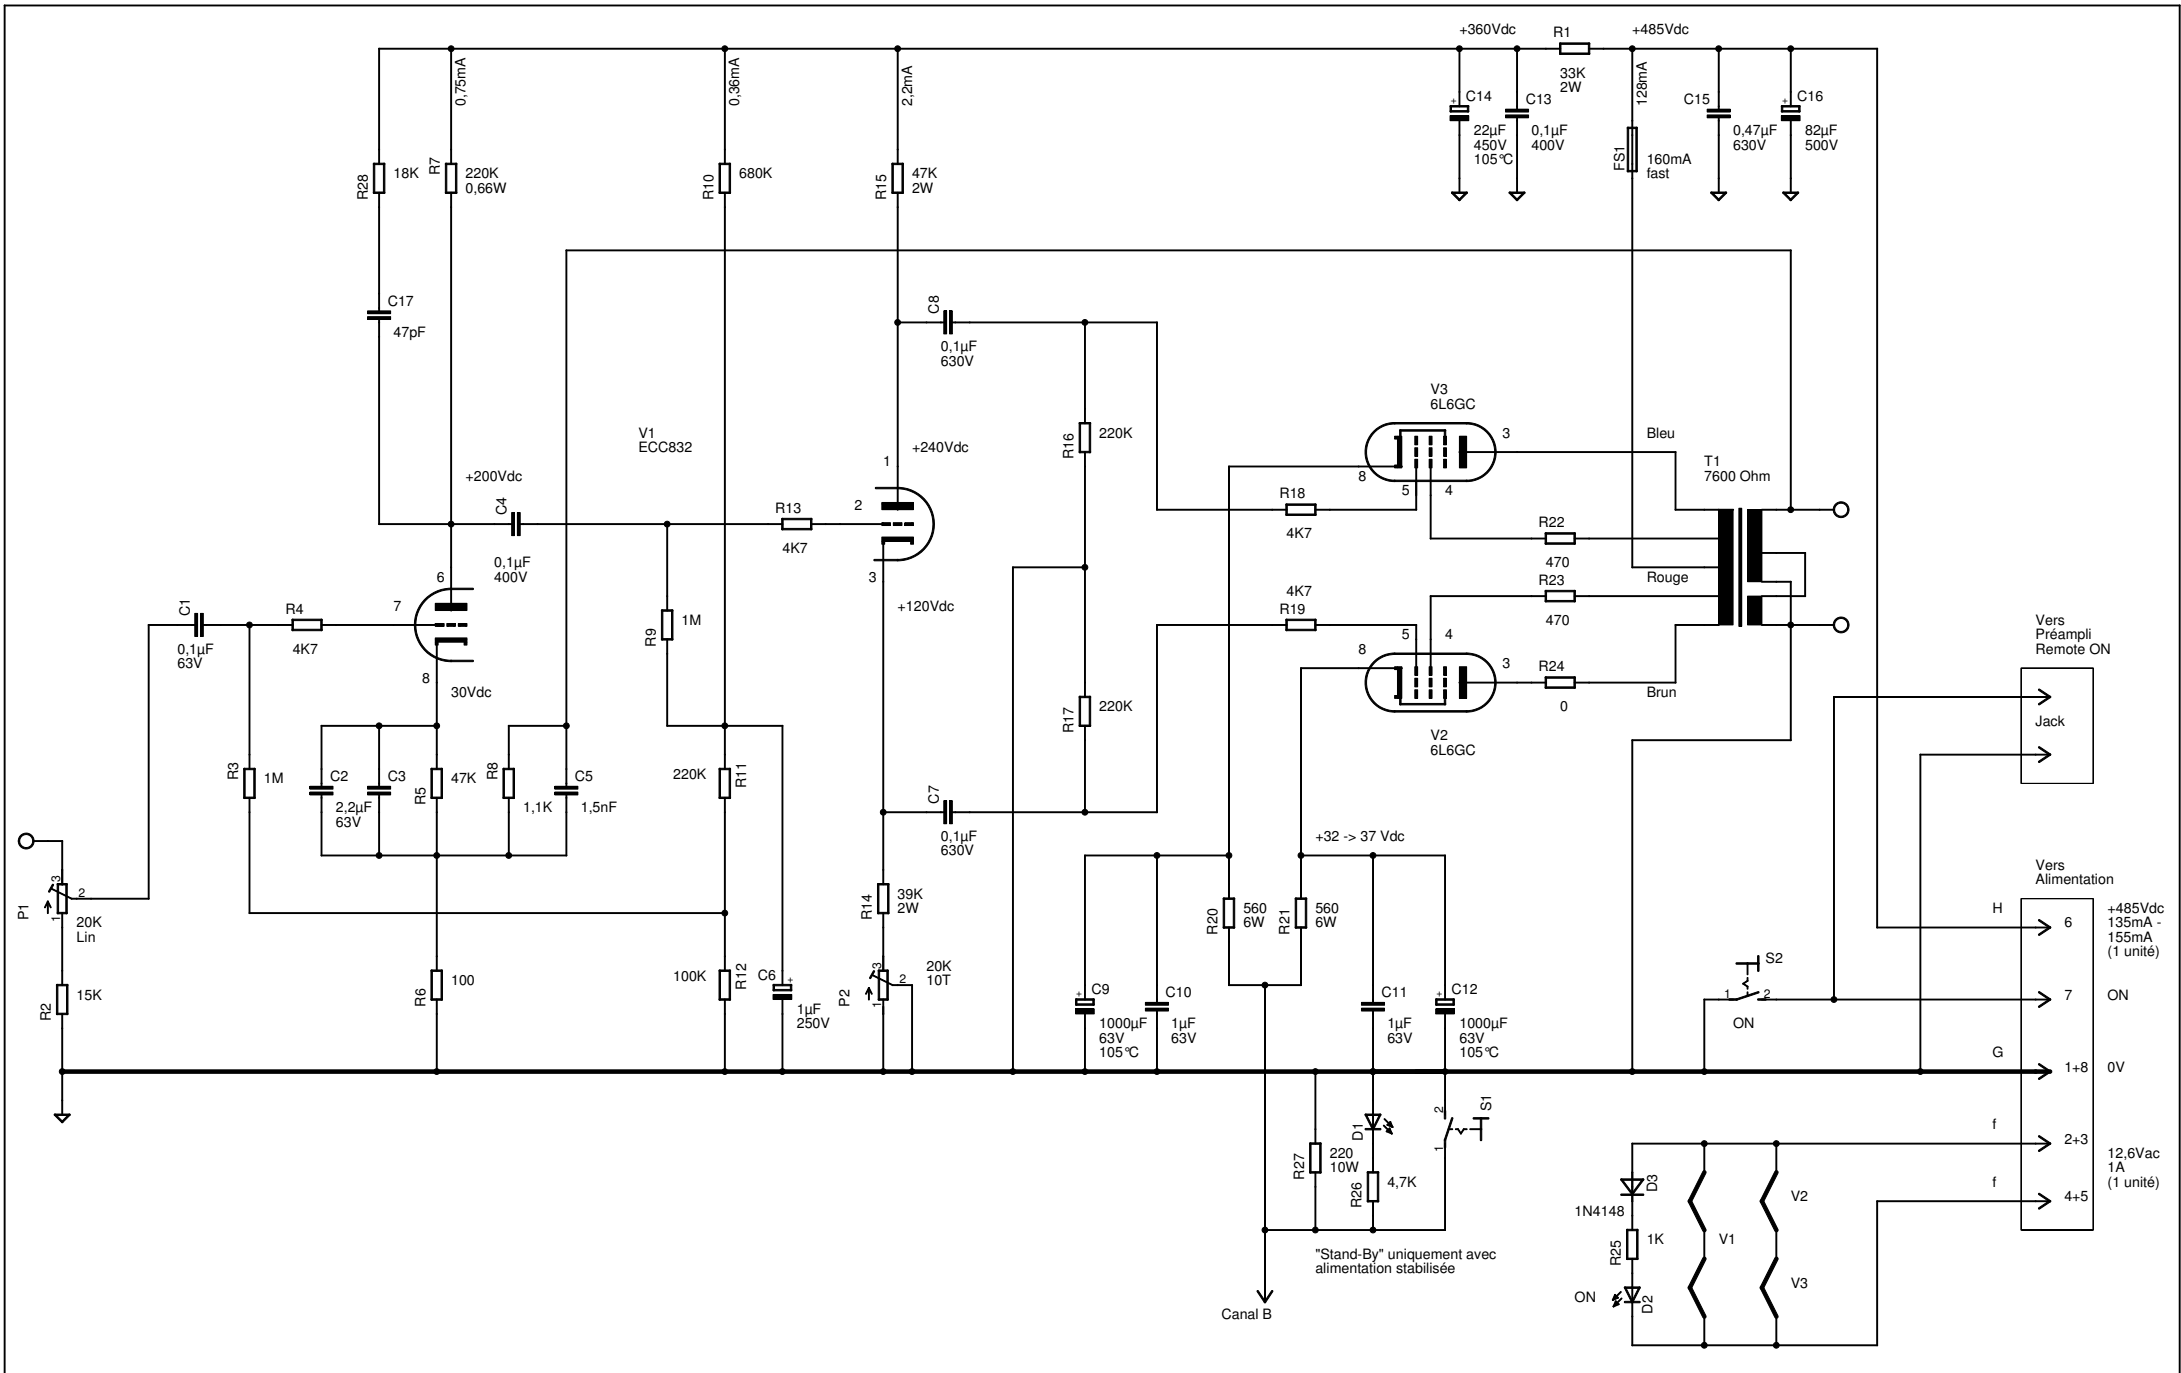 +360Vdc
R1
+485Vdc
33K
2W
0,75mA
0,36mA
2,2mA
128mA
C14
22µF
450V
105°C
C13
0,1µF
400V
C15
0,47µF
630V
C16
82µF
500V
FS1
160mA
fast
R28
18K
R7
220K
0,66W
R10
680K
R15
47K
2W
C17
47pF
C8
0,1µF
630V
V1
ECC832
+240Vdc
1
2
3
+120Vdc
+200Vdc
C4
0,1µF
400V
R13
4K7
R16
220K
R17
220K
V3
6L6GC
3
8
5
4
Bleu
T1
7600 Ohm
R18
4K7
R22
470
R23
470
Rouge
4K7
R19
5
4
8
3
R24
0
Brun
V2
6L6GC
6
7
8
30Vdc
C1
0,1µF
63V
R4
4K7
R9
1M
R3
1M
C2
2,2µF
63V
C3
R5
47K
R8
1,1K
C5
1,5nF
220K
R11
C7
0,1µF
630V
+32 -> 37 Vdc
P1
3
2
1
20K
Lin
R2
15K
R6
100
100K
R12
C6
+
1µF
250V
R14
39K
2W
P2
3
2
1
20K
10T
R20
560
6W
R21
560
6W
C9
+
1000µF
63V
105°C
C10
1µF
63V
C11
1µF
63V
C12
+
1000µF
63V
105°C
Vers
Préampli
Remote ON
Jack
Vers
Alimentation
H
6
+485Vdc
135mA -
155mA
(1 unité)
S2
1
2
ON
7
ON
G
1+8
0V
f
2+3
12,6Vac
1A
(1 unité)
f
4+5
R27
220
10W
D1
R26
4,7K
2
1
S1
"Stand-By" uniquement avec
alimentation stabilisée
Canal B
D3
1N4148
R25
1K
ON
D2
V1
V2
V3